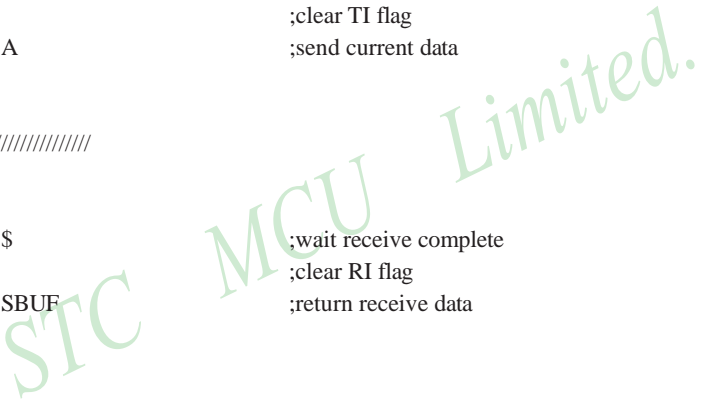 ;clear TI flag
A ;send current data
//////////////
$ ;wait receive complete
;clear RI flag
SBUF ;return receive data
STC MCU Limited.